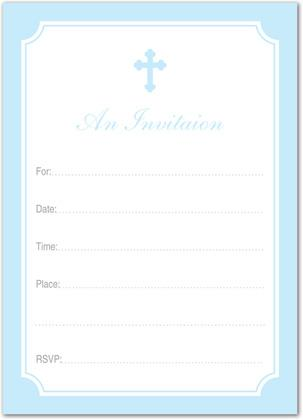 An Invitaion
For:
Date:
Time:
Place:
RSVP: